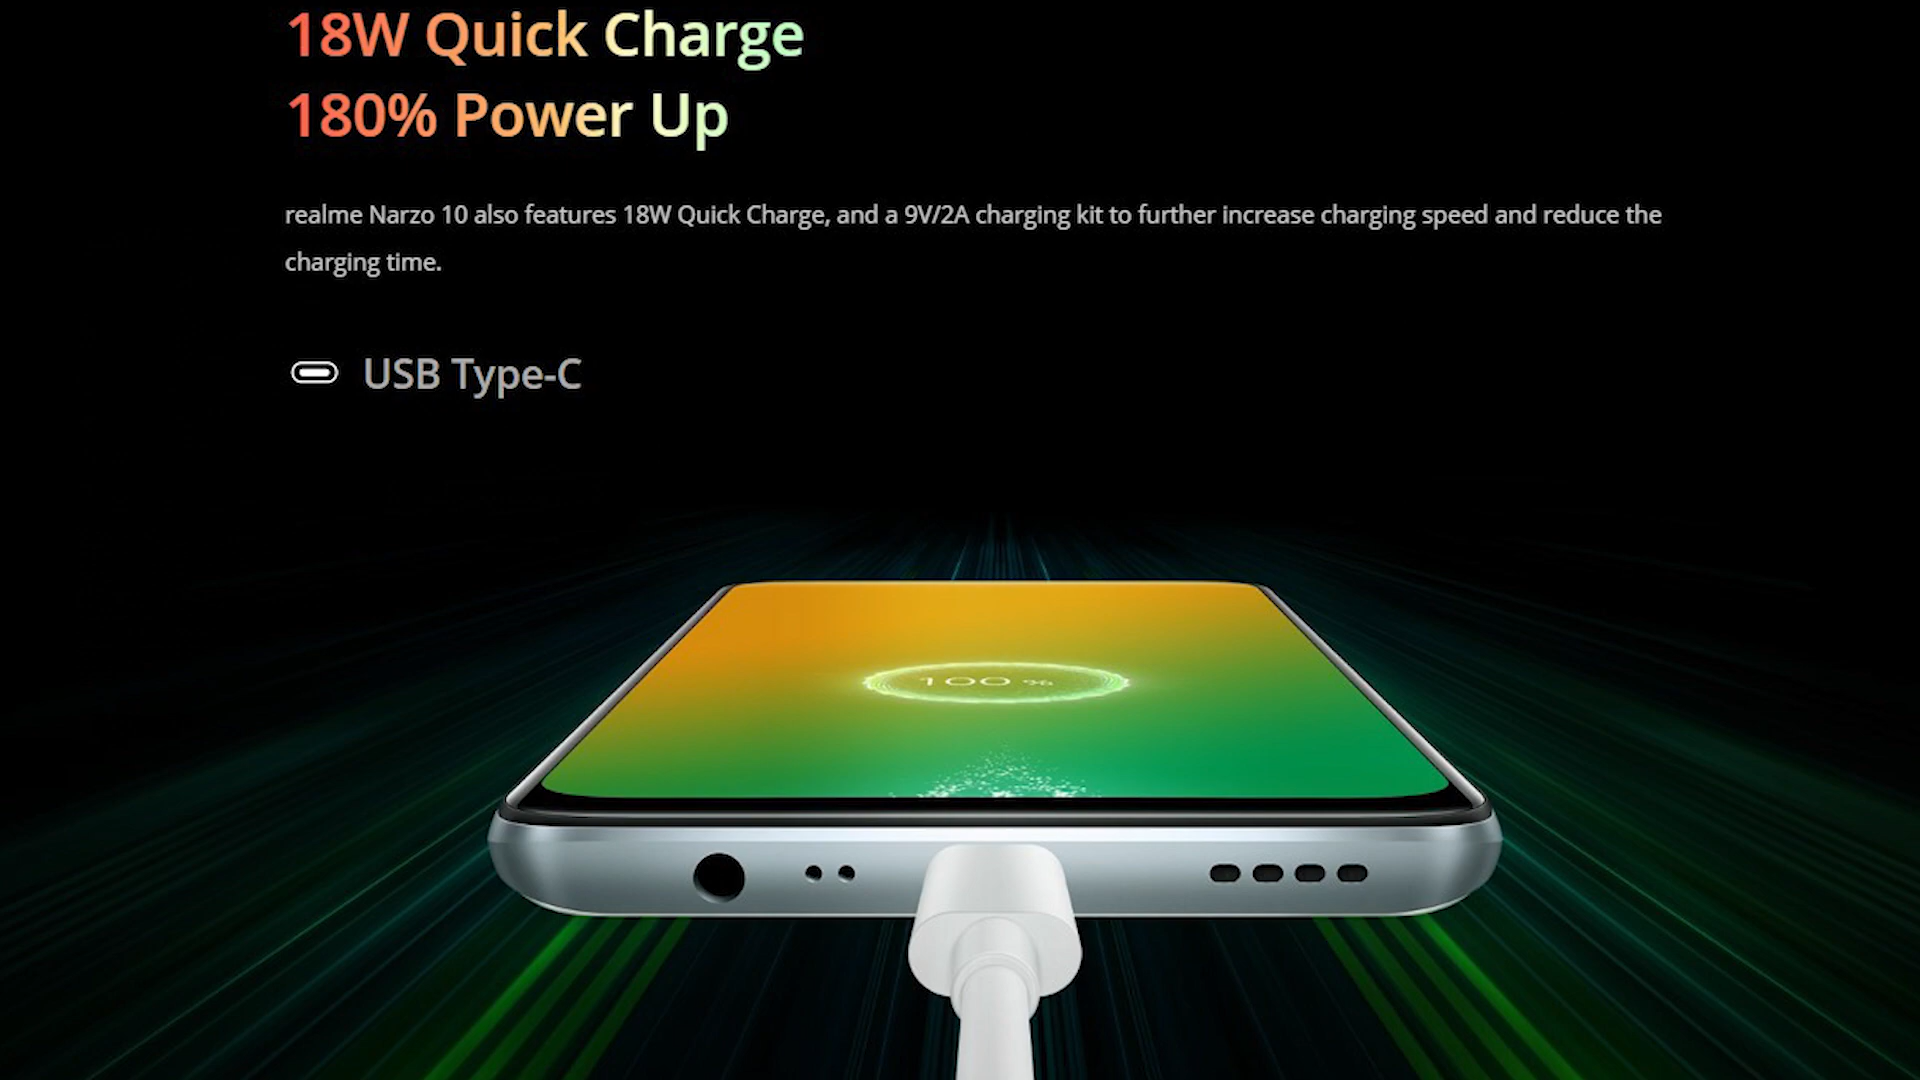 18W Quick Charge
180% Power Up
realme Narzo 10 also features 18W Quick Charge, and a 9V/2A charging kit to further increase charging speed and reduce the
charging time.
USB Type-C
100 %